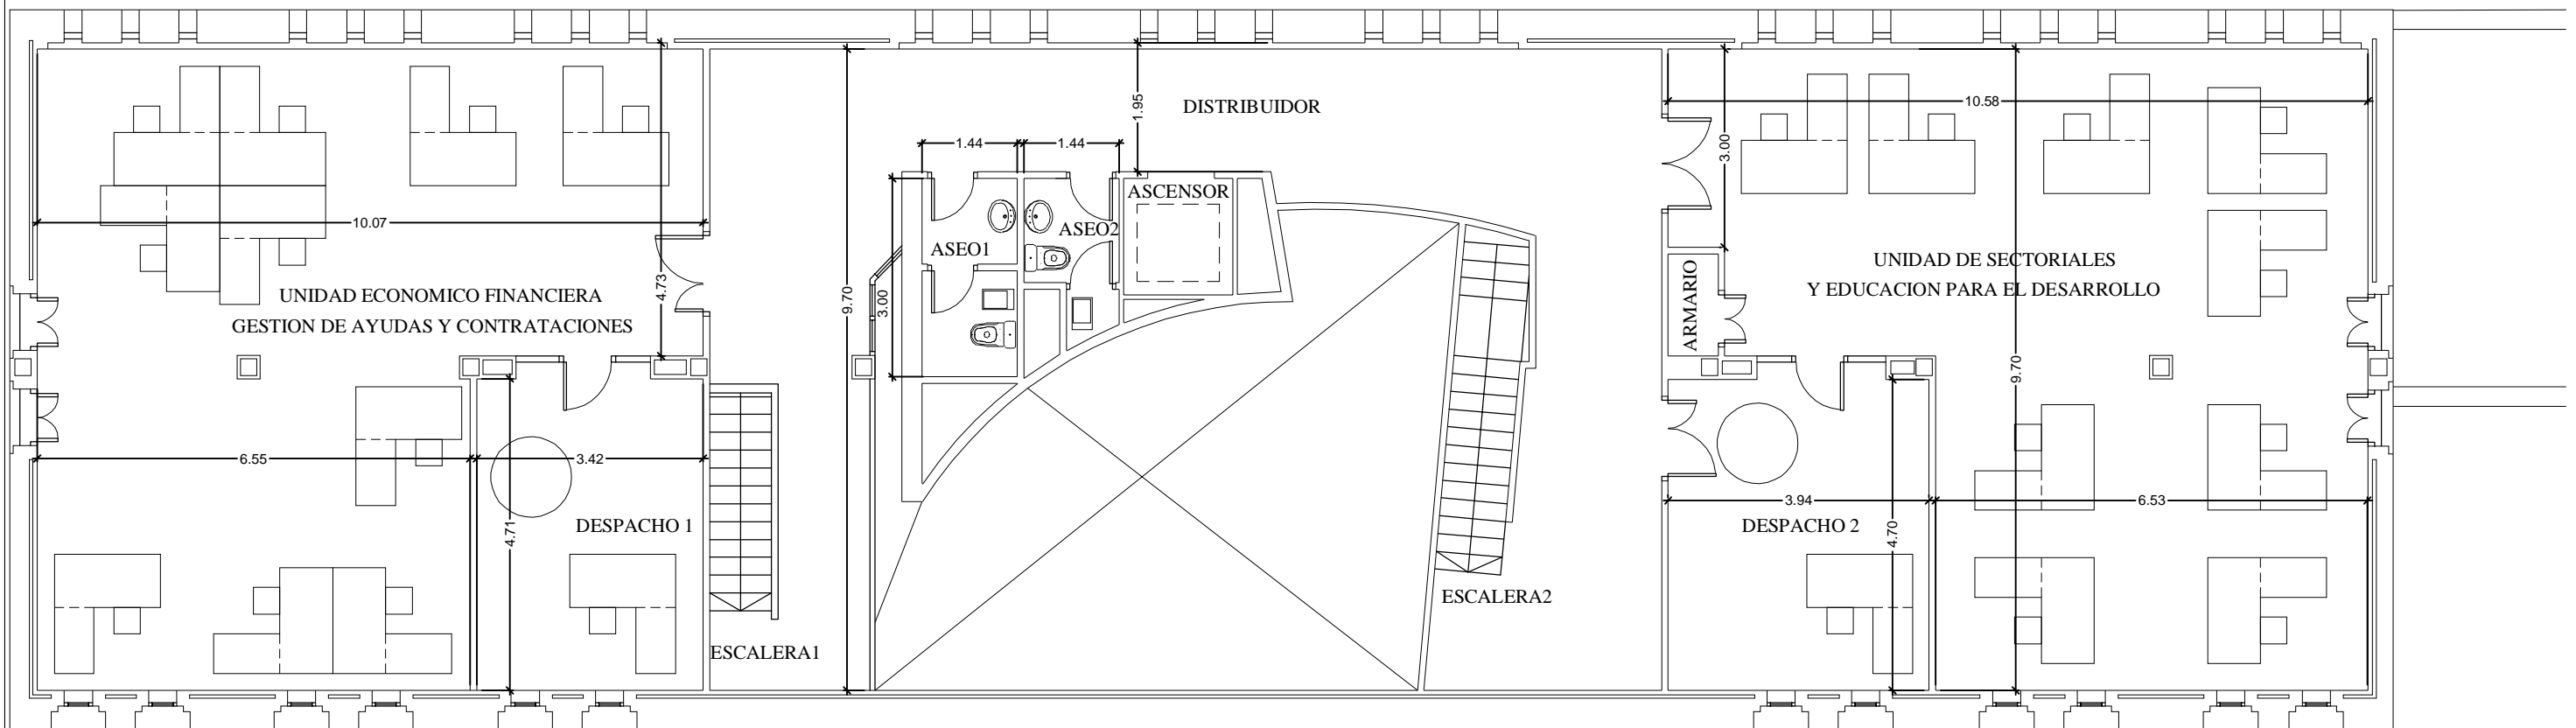 DISTRIBUIDOR
1.95
10.58
1.44
1.44
3.00
ASCENSOR
10.07
ASEO1
ASEO2
UNIDAD DE SECTORIALES
Y EDUCACION PARA EL DESARROLLO
4.73
9.70
3.00
ARMARIO
UNIDAD ECONOMICO FINANCIERA
GESTION DE AYUDAS Y CONTRATACIONES
9.70
6.55
3.42
3.94
6.53
4.71
DESPACHO 1
DESPACHO 2
4.70
ESCALERA2
ESCALERA1